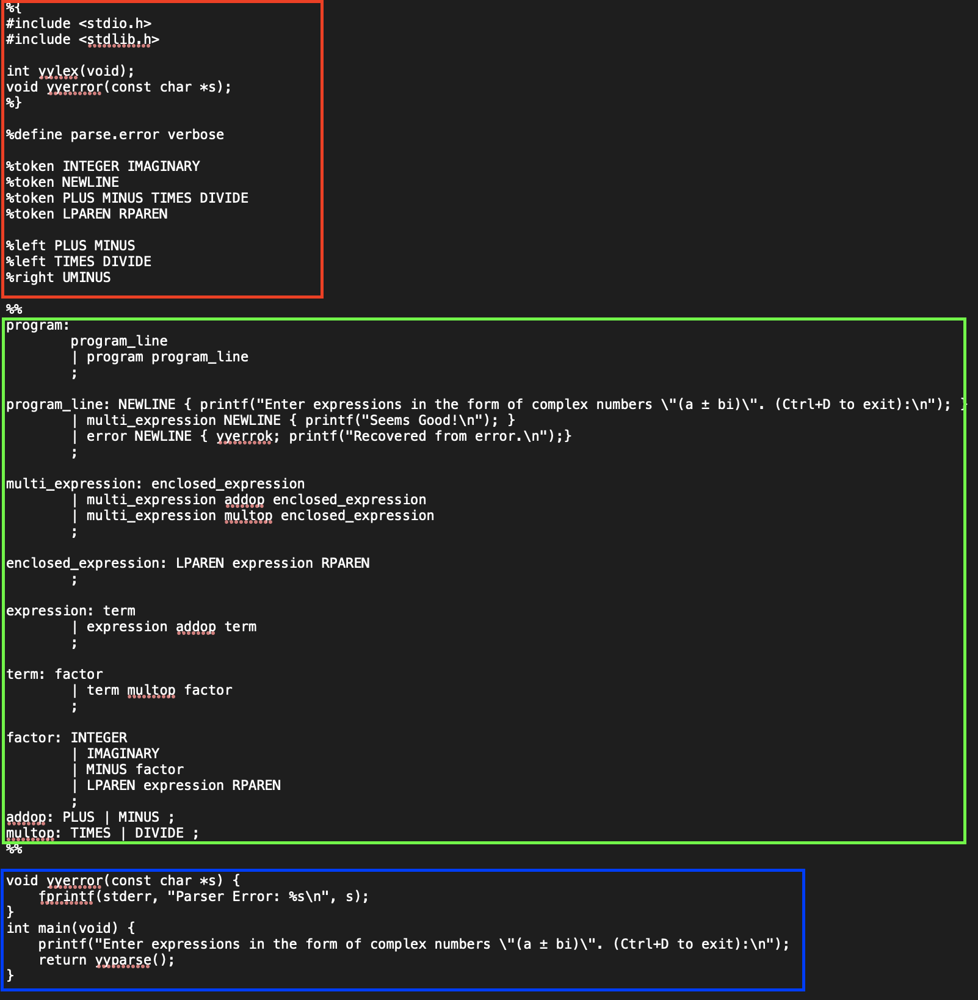 %{
#include <stdio.h>
#include <stdlib.h>

int yylex(void);
void yyerror(const char *s);
%}

%define parse.error verbose

%token INTEGER IMAGINARY
%token NEWLINE
%token PLUS MINUS TIMES DIVIDE
%token LPAREN RPAREN

%left PLUS MINUS
%left TIMES DIVIDE
%right UMINUS

%%
program:
        program_line
        | program program_line
        ;

program_line: NEWLINE { printf("Enter expressions in the form of complex numbers \"(a ± bi)\". (Ctrl+D to exit):\n"); }
        | multi_expression NEWLINE { printf("Seems Good!\n"); }
        | error NEWLINE { yyerrok; printf("Recovered from error.\n");}
        ;

multi_expression: enclosed_expression
        | multi_expression addop enclosed_expression
        | multi_expression multop enclosed_expression
        ;

enclosed_expression: LPAREN expression RPAREN
        ;

expression: term
        | expression addop term
        ;

term: factor
        | term multop factor
        ;

factor: INTEGER
        | IMAGINARY
        | MINUS factor
        | LPAREN expression RPAREN
        ;
addop: PLUS | MINUS ;
multop: TIMES | DIVIDE ;
%%

void yyerror(const char *s) {
    fprintf(stderr, "Parser Error: %s\n", s);
}
int main(void) {
    printf("Enter expressions in the form of complex numbers \"(a ± bi)\". (Ctrl+D to exit):\n");
    return yyparse();
}